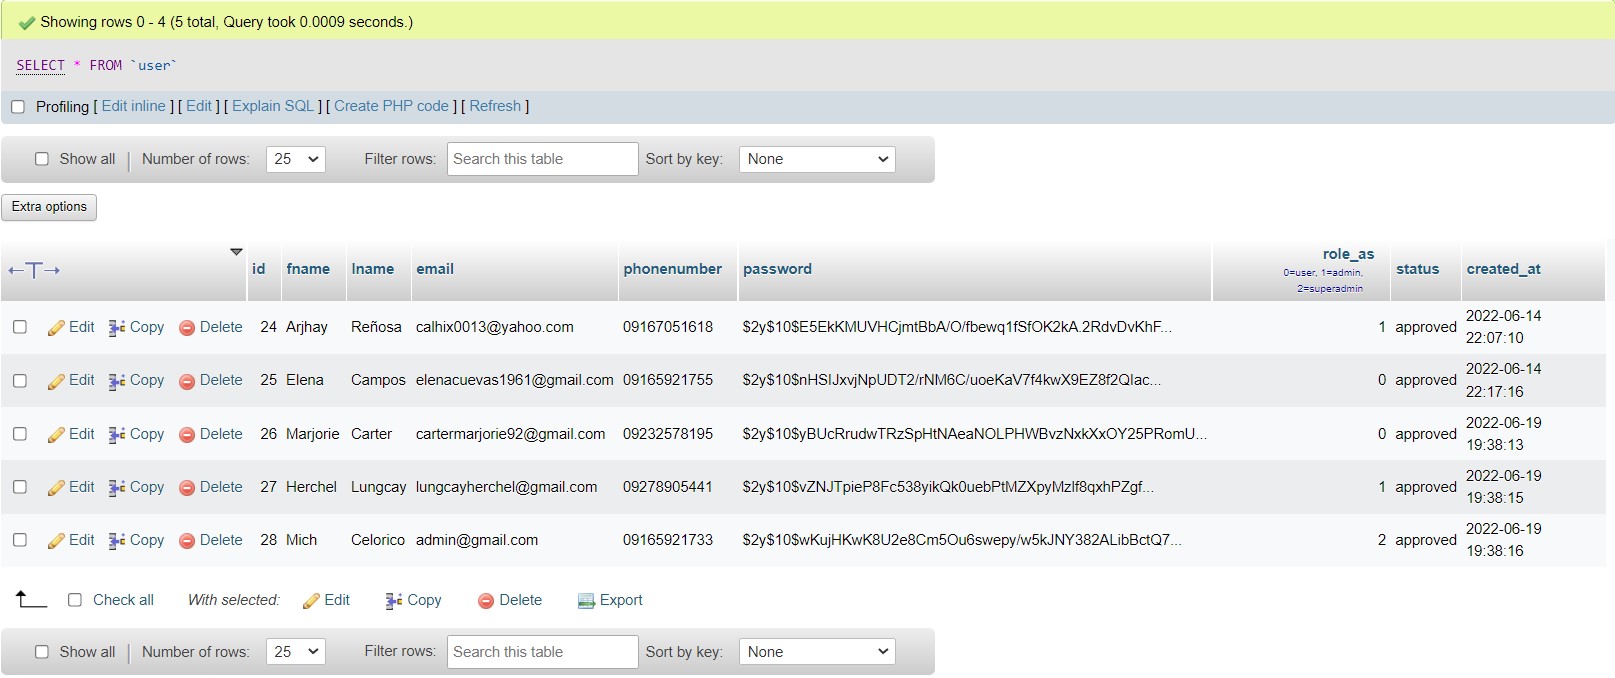 Showing rows 0 - 4 (5 total, Query took 0.0009 seconds.)
SELECT * FROM `user`
Profiling [ Edit inline ] [ Edit ] [ Explain SQL ] [ Create PHP code ] [ Refresh ]
Show all | Number of rows: 25 Filter rows: Search this table Sort by key: None
Extra options
←T→ id fname lname email phonenumber password role_as status created_at
0=user, 1=admin,
2=superadmin
Edit Copy Delete 24 Arjhay Reñosa calhix0013@yahoo.com 09167051618 $2y$10$E5EkKMUVHCjmtBbA/O/fbewq1fSfOK2kA.2RdvDvKhF... 1 approved 2022-06-14
22:07:10
Edit Copy Delete 25 Elena Campos elenacuevas1961@gmail.com 09165921755 $2y$10$nHSIJxvjNpUDT2/rNM6C/uoeKaV7f4kwX9EZ8f2QIac... 0 approved 2022-06-14
22:17:16
Edit Copy Delete 26 Marjorie Carter cartermarjorie92@gmail.com 09232578195 $2y$10$yBUcRrudwTRzSpHtNAeaNOLPHWBvzNxkXxOY25PRomU... 0 approved 2022-06-19
19:38:13
Edit Copy Delete 27 Herchel Lungcay lungcayherchel@gmail.com 09278905441 $2y$10$vZNJTpieP8Fc538yikQk0uebPtMZXpyMzlf8qxhPZgf... 1 approved 2022-06-19
19:38:15
Edit Copy Delete 28 Mich Celorico admin@gmail.com 09165921733 $2y$10$wKujHKwK8U2e8Cm5Ou6swepy/w5kJNY382ALibBctQ7... 2 approved 2022-06-19
19:38:16
Check all With selected: Edit Copy Delete Export
Show all | Number of rows: 25 Filter rows: Search this table Sort by key: None